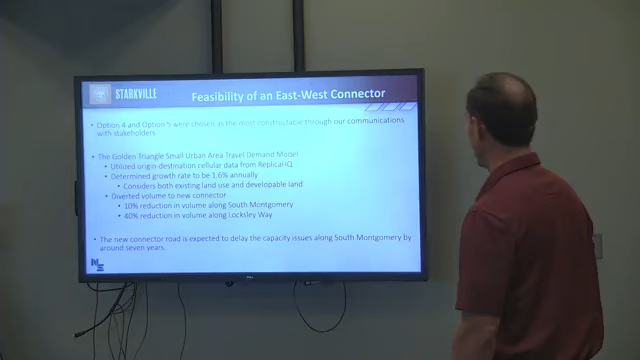 STARKVILLE
Feasibility of an East-West Connector
• Option 4 and Option 5 were chosen as the most constructable through our communications
with stakeholders
• The Golden Triangle Small Urban Area Travel Demand Model
• Utilized origin-destination cellular data from ReplicaHQ
• Determined growth rate to be 1.6% annually
• Considers both existing land use and developable land
• Diverted volume to new connector
• 10% reduction in volume along South Montgomery
• 40% reduction in volume along Locksley Way
• The new connector road is expected to delay the capacity issues along South Montgomery by
around seven years.